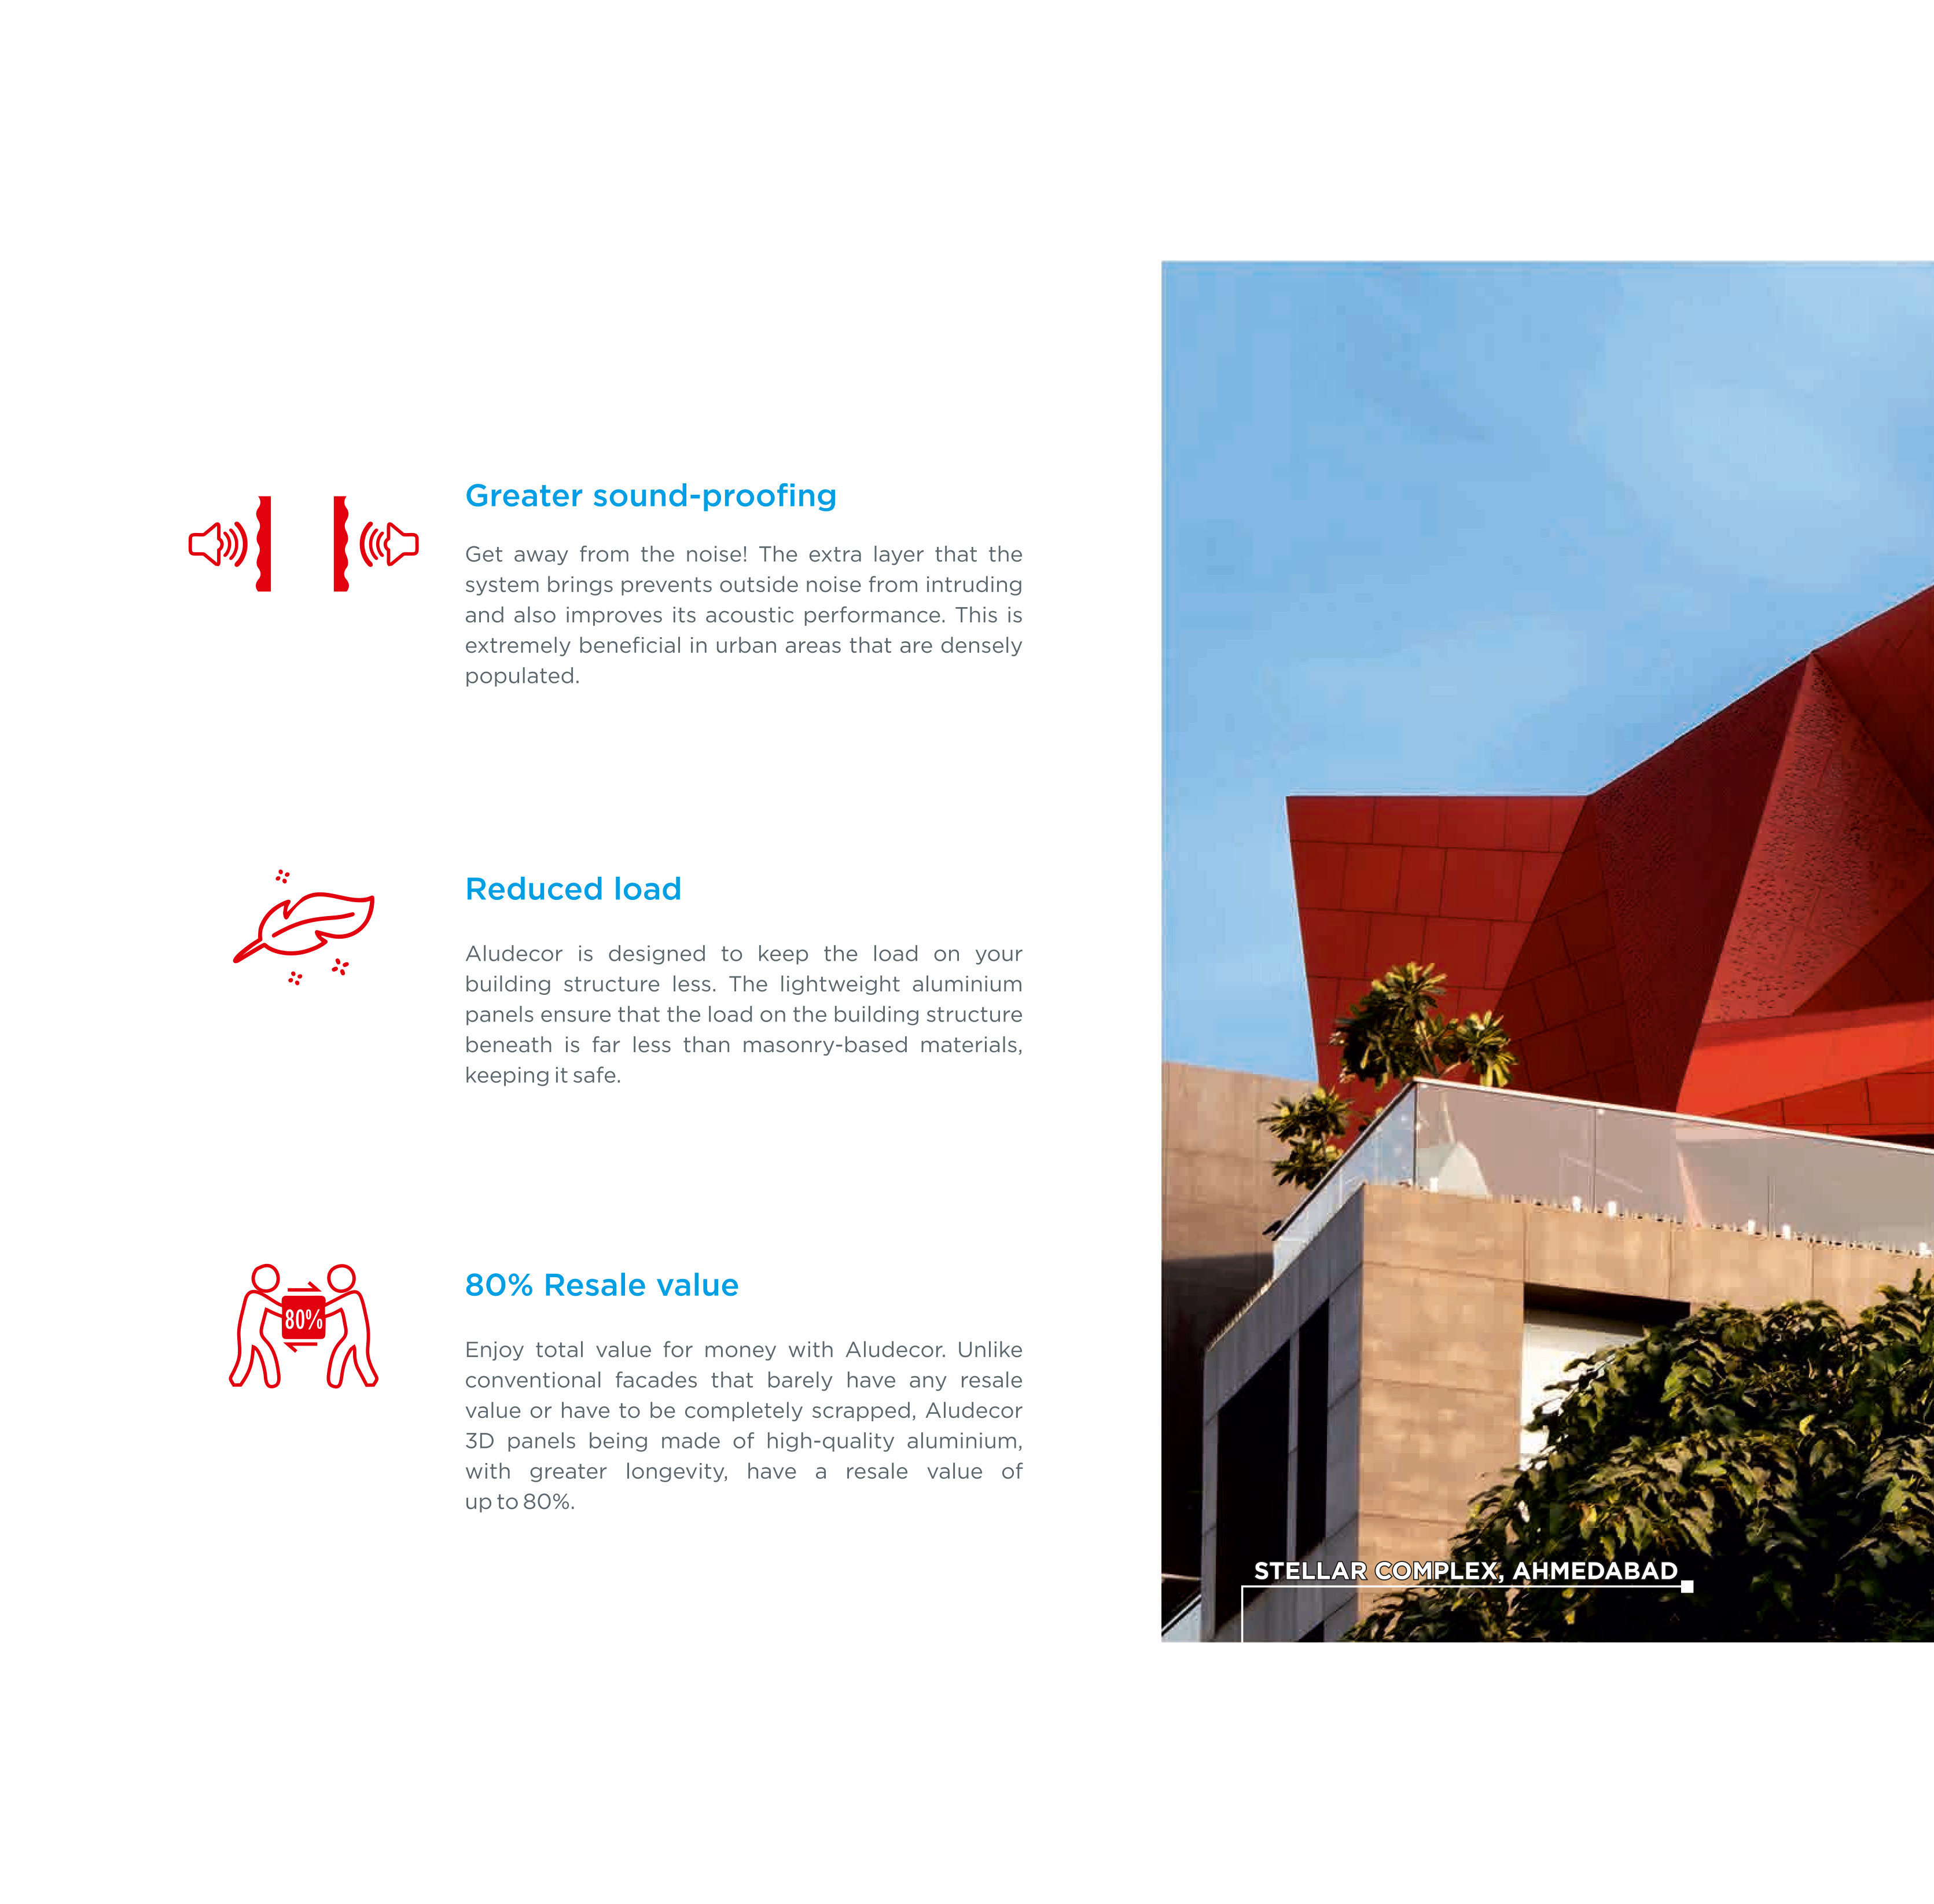 Greater sound-proofing
Get away from the noise! The extra layer that the
system brings prevents outside noise from intruding
and also improves its acoustic performance. This is
extremely beneficial in urban areas that are densely
populated.
Reduced load
Aludecor is designed to keep the load on your
building structure less. The lightweight aluminium
panels ensure that the load on the building structure
beneath is far less than masonry-based materials,
keeping it safe.
80%
80% Resale value
Enjoy total value for money with Aludecor. Unlike
conventional facades that barely have any resale
value or have to be completely scrapped, Aludecor
3D panels being made of high-quality aluminium,
with greater longevity, have a resale value of
up to 80%.
STELLAR COMPLEX, AHMEDABAD